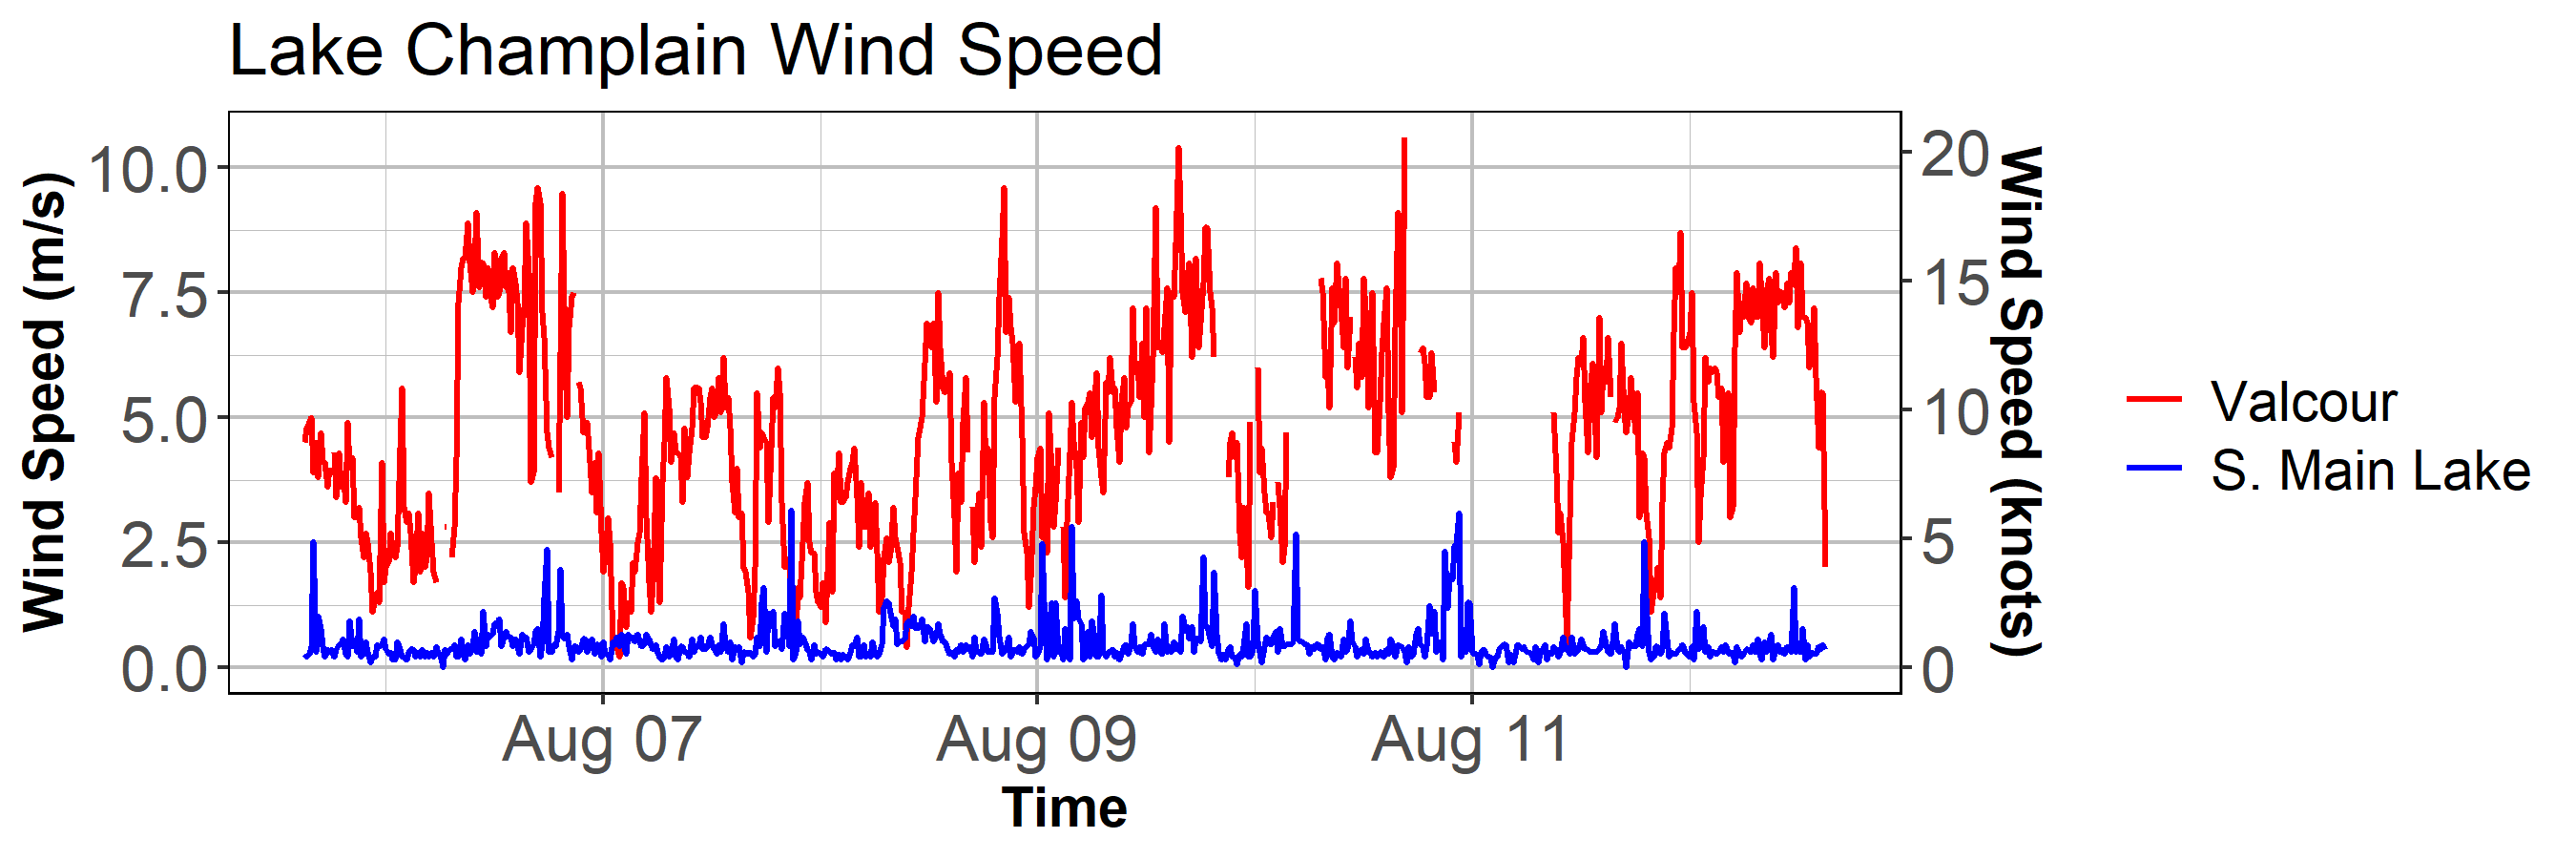 Lake Champlain Wind Speed
Wind Speed (m/s)
10.0
7.5
5.0
2.5
0.0
20
15
10
5
0
Wind Speed (knots)
Aug 07
Aug 09
Aug 11
Time
Valcour
S. Main Lake